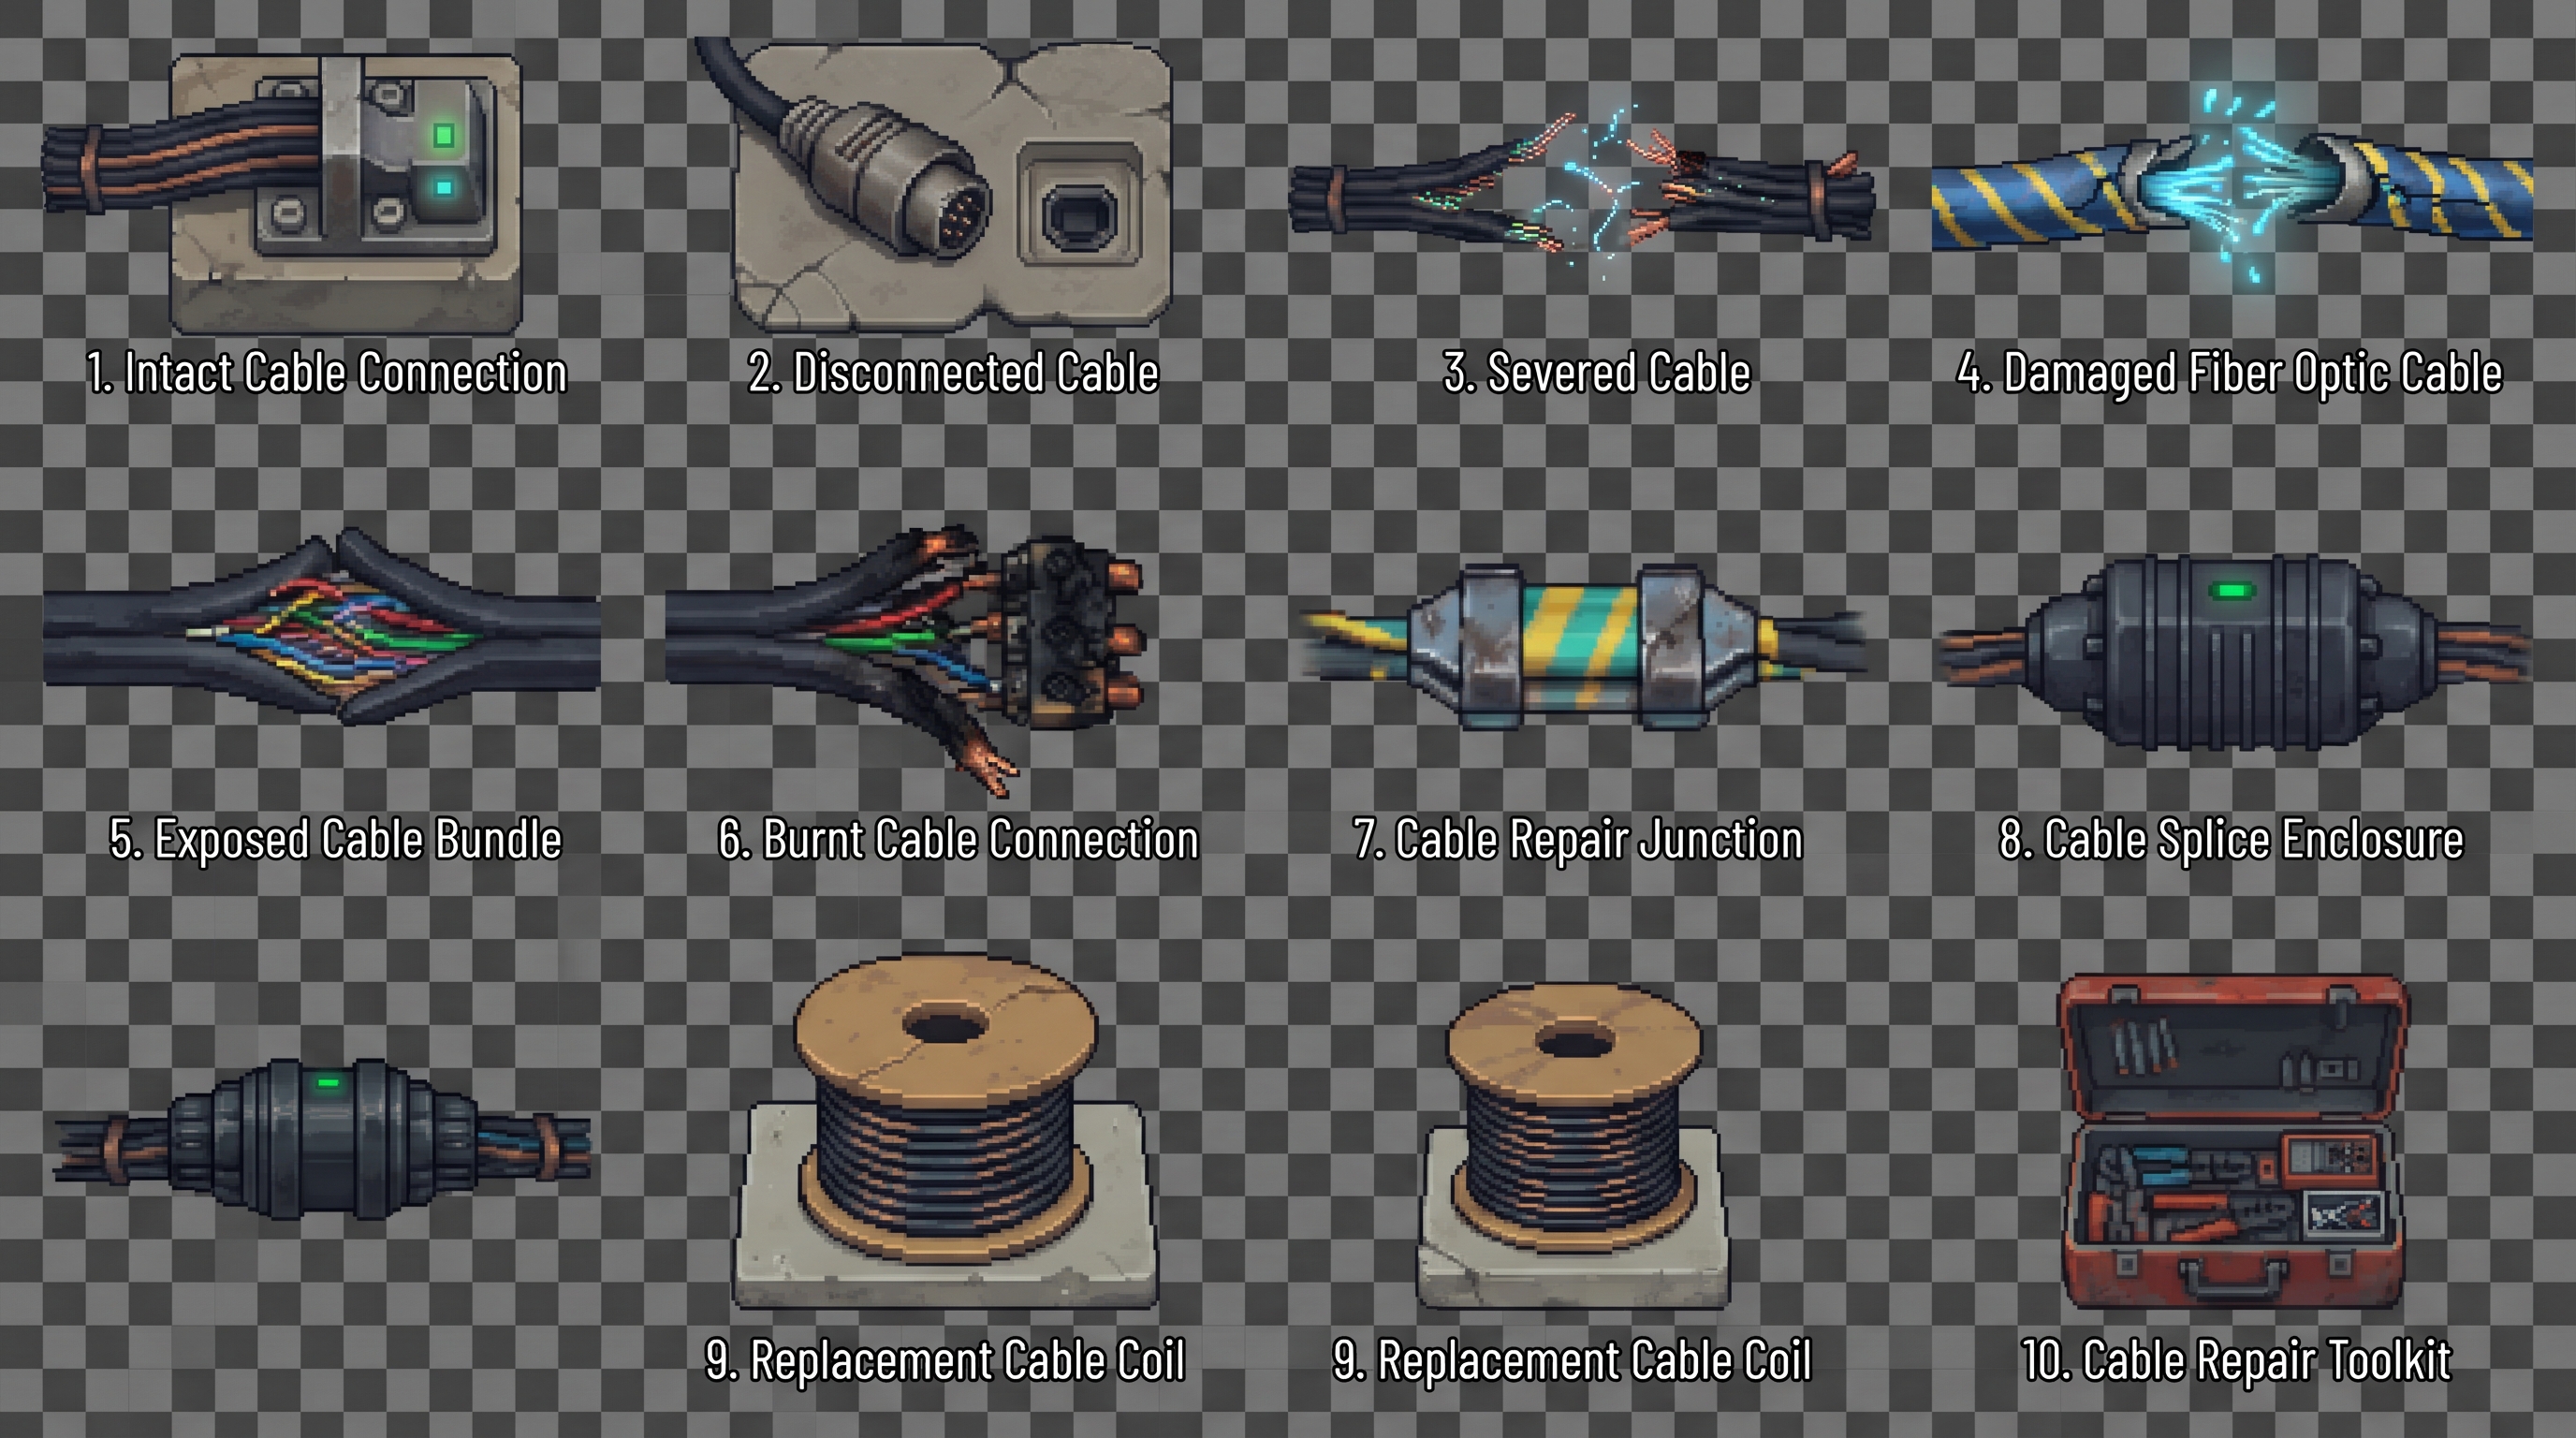 1. Intact Cable Connection
2. Disconnected Cable
3. Severed Cable
4. Damaged Fiber Optic Cable
5. Exposed Cable Bundle
6. Burnt Cable Connection
7. Cable Repair Junction
8. Cable Splice Enclosure
9. Replacement Cable Coil
9. Replacement Cable Coil
10. Cable Repair Toolkit